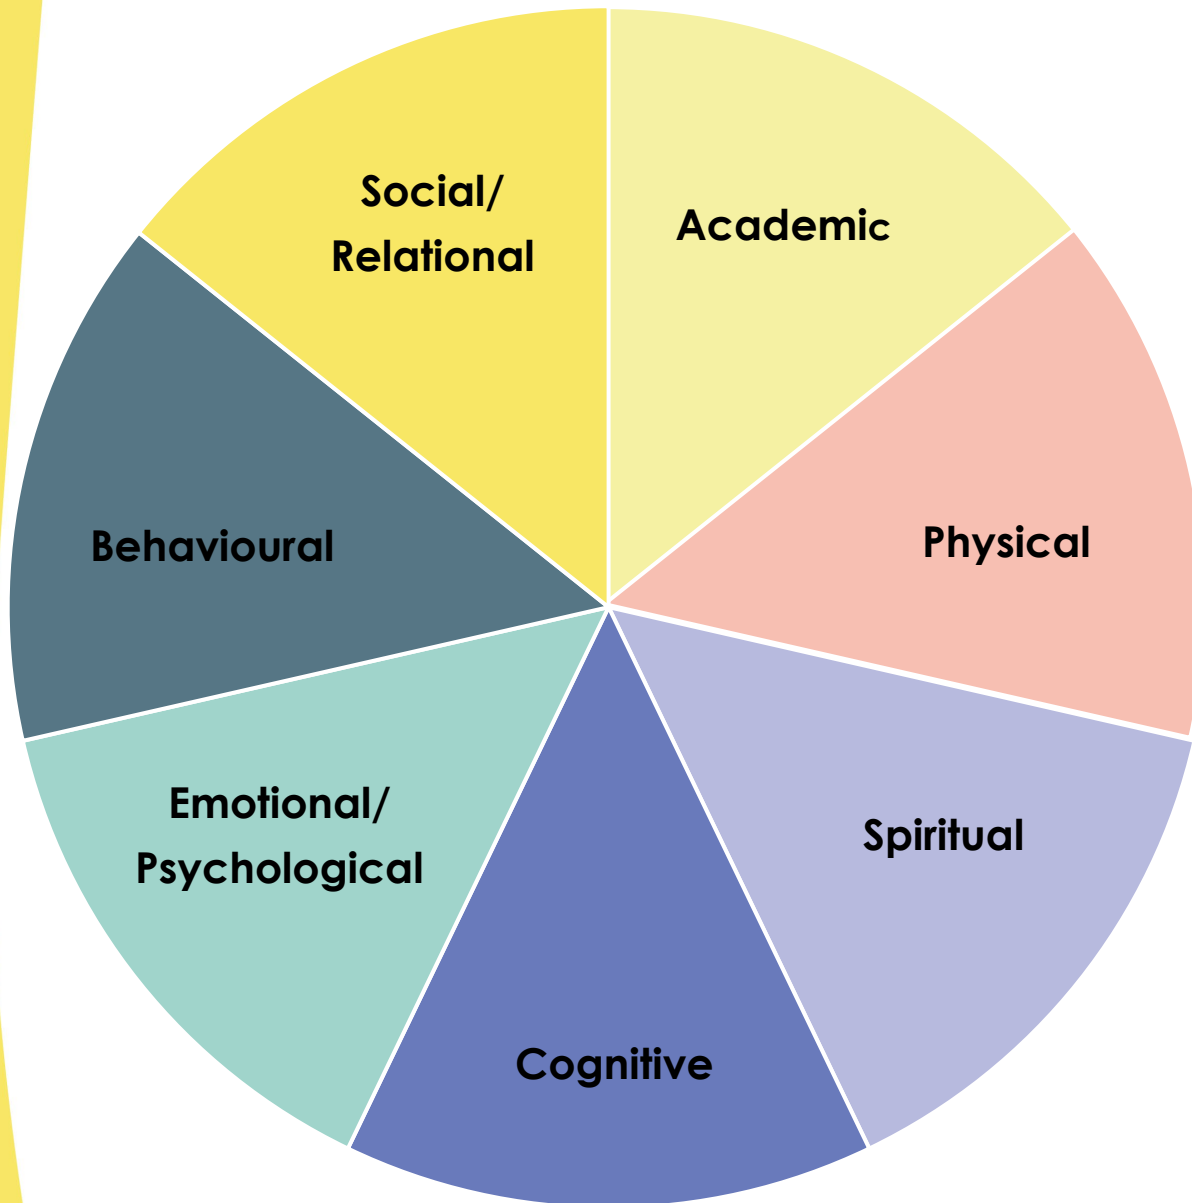 Social/
Relational
Academic
Physical
Spiritual
Cognitive
Emotional/
Psychological
Behavioural